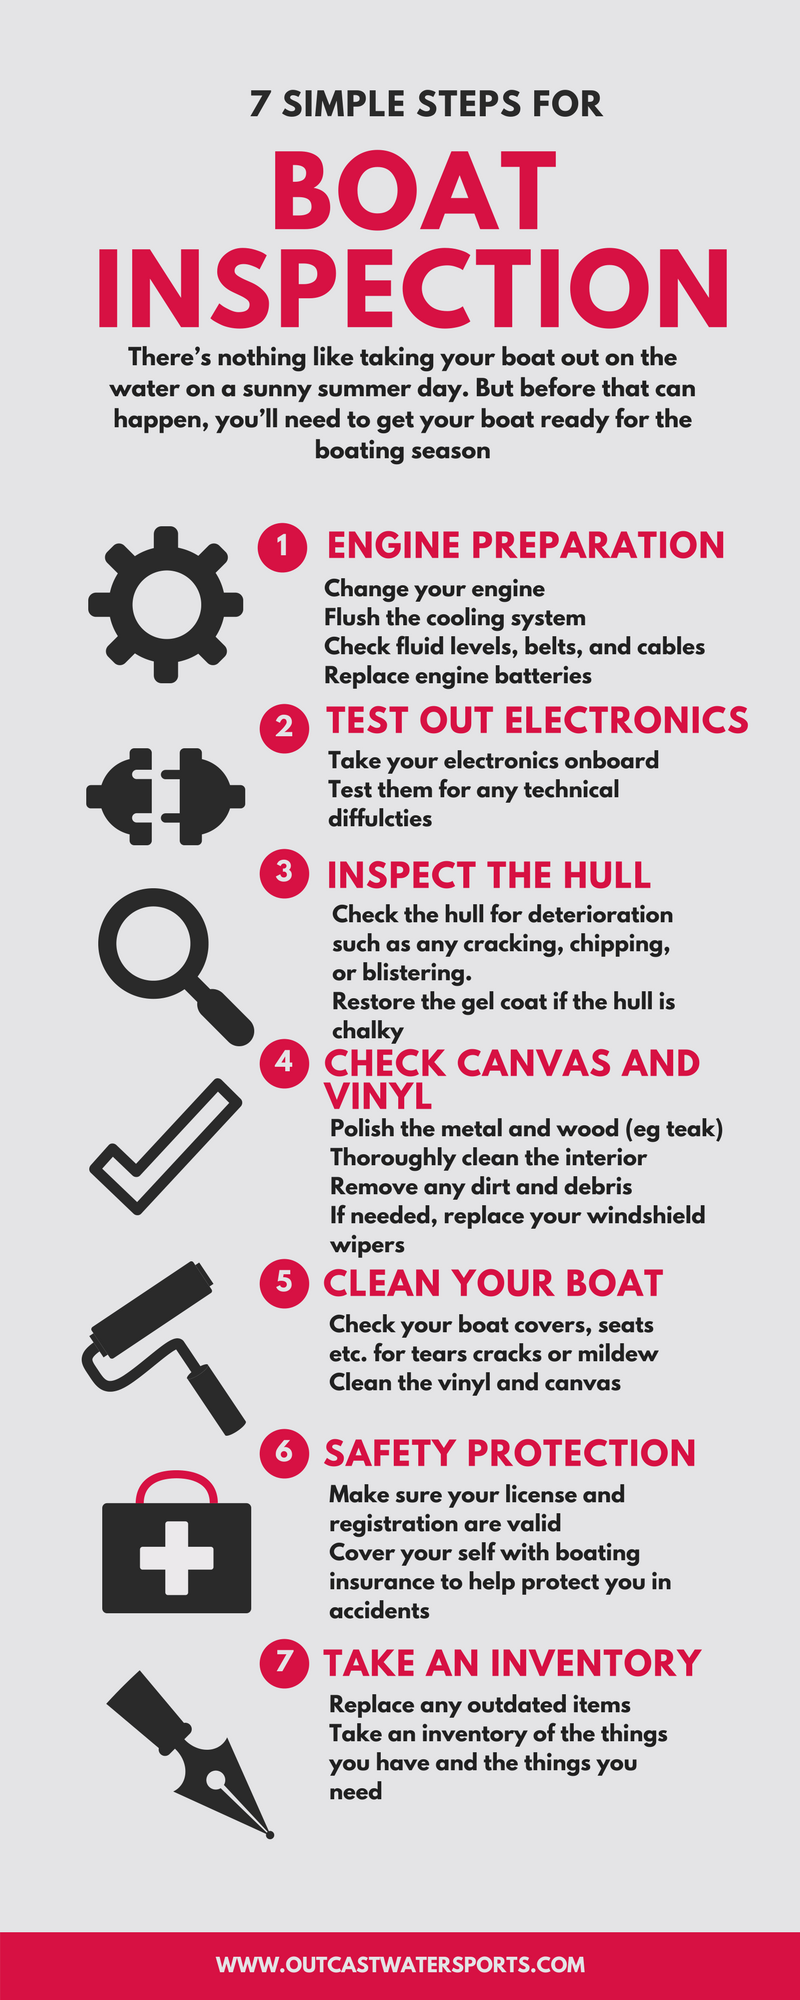 7 SIMPLE STEPS FOR
BOAT
INSPECTION
There's nothing like taking your boat out on the
water on a sunny summer day. But before that can
happen, you'll need to get your boat ready for the
boating season
1 ENGINE PREPARATION
Change your engine
Flush the cooling system
Check fluid levels, belts, and cables
Replace engine batteries
2 TEST OUT ELECTRONICS
Take your electronics onboard
Test them for any technical
diffulcties
3 INSPECT THE HULL
Check the hull for deterioration
such as any cracking, chipping,
or blistering.
Restore the gel coat if the hull is
chalky
4 CHECK CANVAS AND
VINYL
Polish the metal and wood (eg teak)
Thoroughly clean the interior
Remove any dirt and debris
If needed, replace your windshield
wipers
5 CLEAN YOUR BOAT
Check your boat covers, seats
etc. for tears cracks or mildew
Clean the vinyl and canvas
6 SAFETY PROTECTION
Make sure your license and
registration are valid
Cover your self with boating
insurance to help protect you in
accidents
7 TAKE AN INVENTORY
Replace any outdated items
Take an inventory of the things
you have and the things you
need
WWW.OUTCASTWATERSPORTS.COM